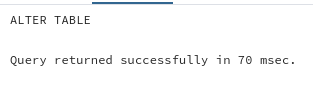 ALTER TABLE
Query returned successfully in 70 msec.